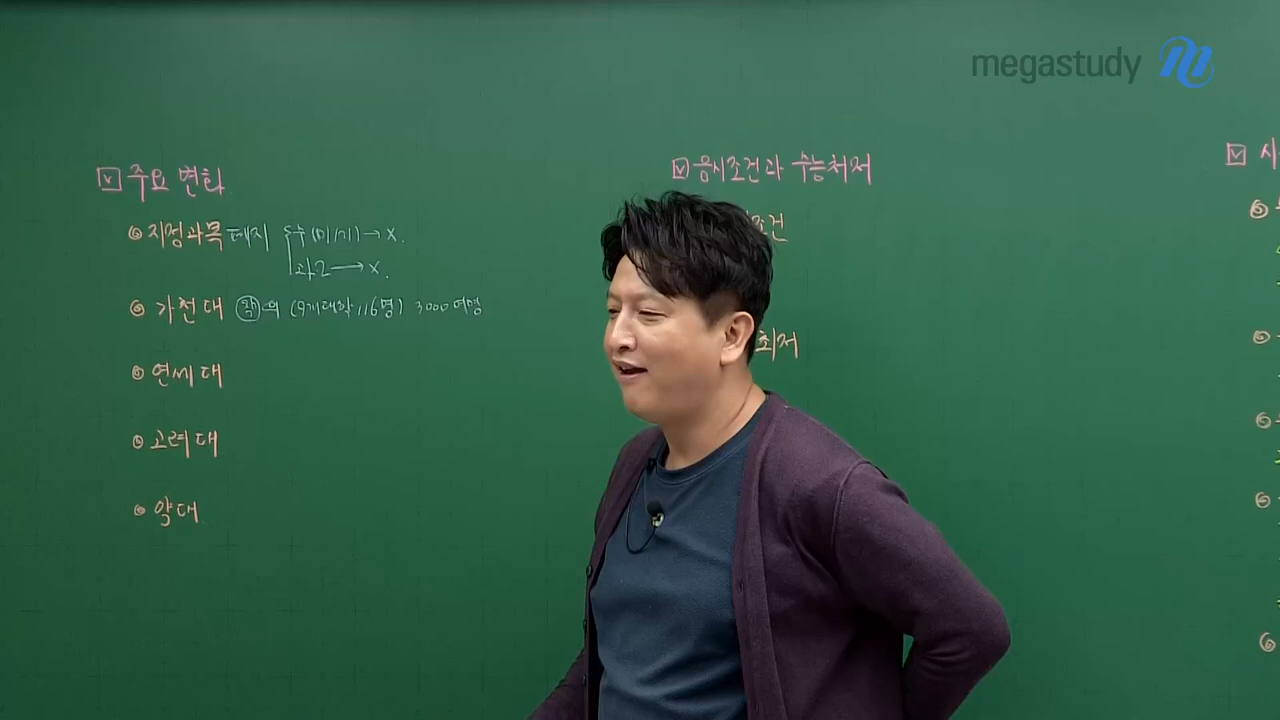 megastudy
☑ 주요 변화
◎ 지정과목 폐지 수(미/기) → X.
과2 → X.
◎ 가천대 의 (9개대학, 116명) 3000여명
◎ 연세대
◎ 고려대
◎ 약대
☑ 응시조건과 수능최저
조건
최저